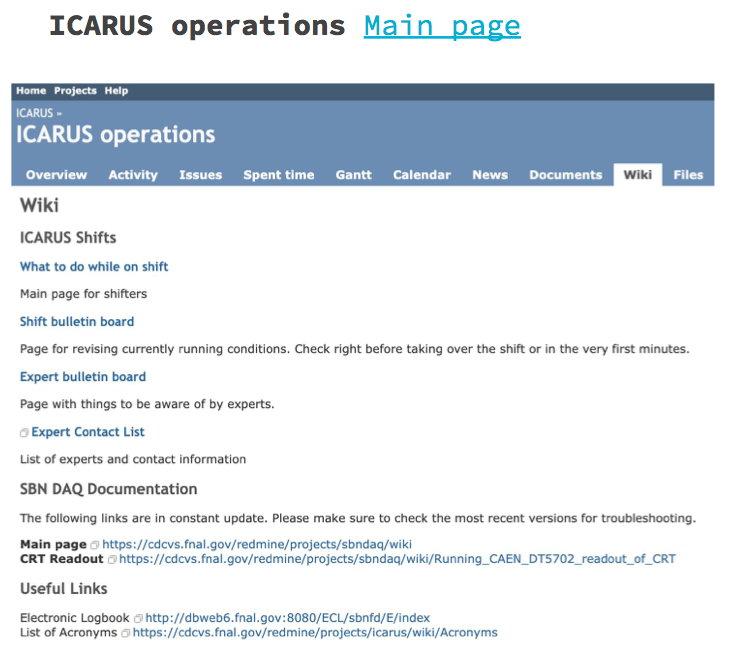 ICARUS operations Main page
Home Projects Help
ICARUS »
ICARUS operations
Overview Activity Issues Spent time Gantt Calendar News Documents Wiki Files
Wiki
ICARUS Shifts
What to do while on shift
Main page for shifters
Shift bulletin board
Page for revising currently running conditions. Check right before taking over the shift or in the very first minutes.
Expert bulletin board
Page with things to be aware of by experts.
Expert Contact List
List of experts and contact information
SBN DAQ Documentation
The following links are in constant update. Please make sure to check the most recent versions for troubleshooting.
Main page https://cdcvs.fnal.gov/redmine/projects/sbndaq/wiki
CRT Readout https://cdcvs.fnal.gov/redmine/projects/sbndaq/wiki/Running_CAEN_DT5702_readout_of_CRT
Useful Links
Electronic Logbook http://dbweb6.fnal.gov:8080/ECL/sbnfd/E/index
List of Acronyms https://cdcvs.fnal.gov/redmine/projects/icarus/wiki/Acronyms